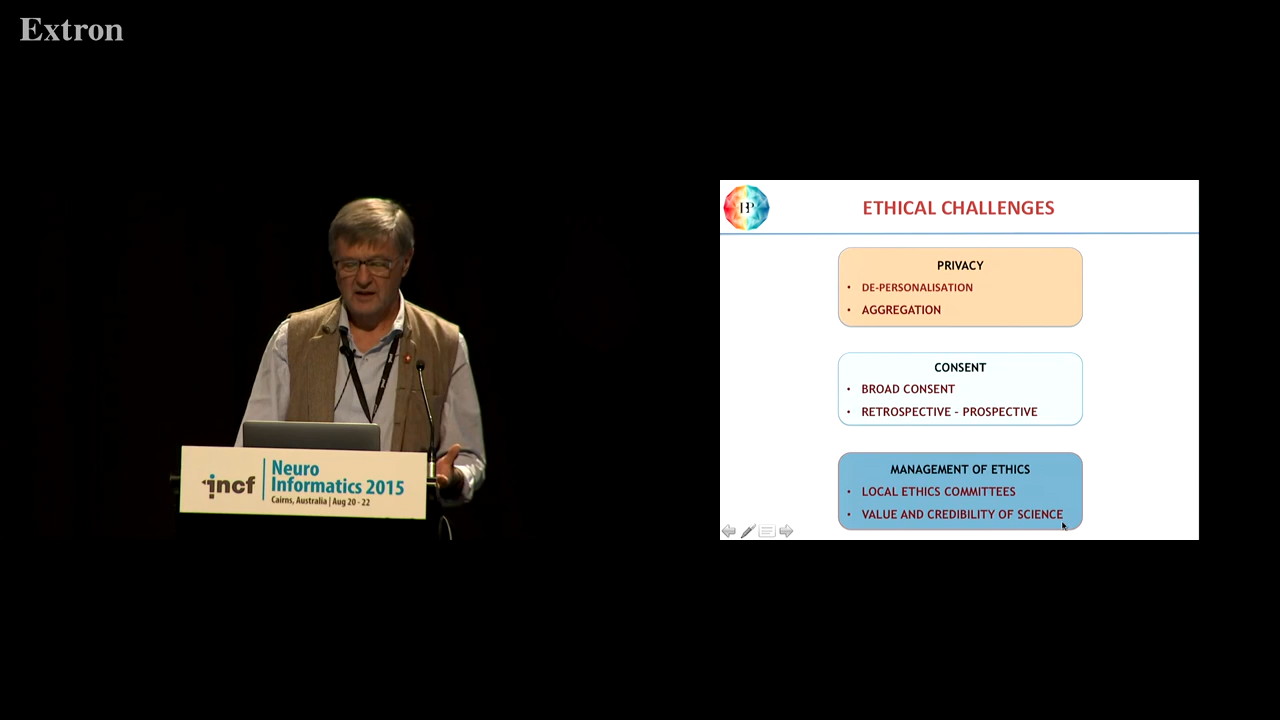 Extron
incf
Neuro
Informatics 2015
Cairns, Australia | Aug 20 - 22
ETHICAL CHALLENGES
PRIVACY
• DE-PERSONALISATION
• AGGREGATION
CONSENT
• BROAD CONSENT
• RETROSPECTIVE - PROSPECTIVE
MANAGEMENT OF ETHICS
• LOCAL ETHICS COMMITTEES
• VALUE AND CREDIBILITY OF SCIENCE